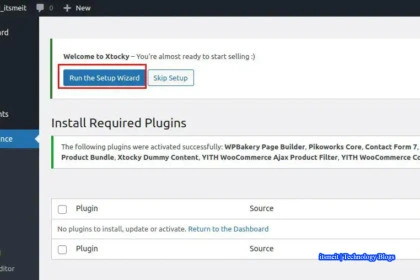 _itsmeit 0 New
Welcome to Xtocky – You're almost ready to start selling :)
Run the Setup Wizard Skip Setup
Install Required Plugins
The following plugins were activated successfully: WPBakery Page Builder, Pikoworks Core, Contact Form 7,
Product Bundle, Xtocky Dummy Content, YITH WooCommerce Ajax Product Filter, YITH WooCommerce Co
Plugin Source
No plugins to install, update or activate. Return to the Dashboard
Plugin Source
itsmeit Technology Blogs
ard
nts
nce
ditor